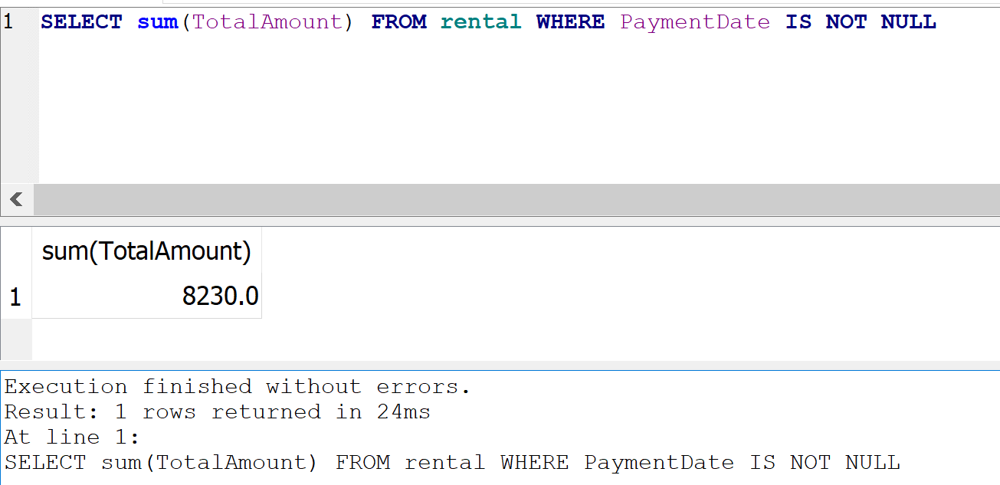 1 SELECT sum(TotalAmount) FROM rental WHERE PaymentDate IS NOT NULL
sum(TotalAmount)
1 8230.0
Execution finished without errors.
Result: 1 rows returned in 24ms
At line 1:
SELECT sum(TotalAmount) FROM rental WHERE PaymentDate IS NOT NULL